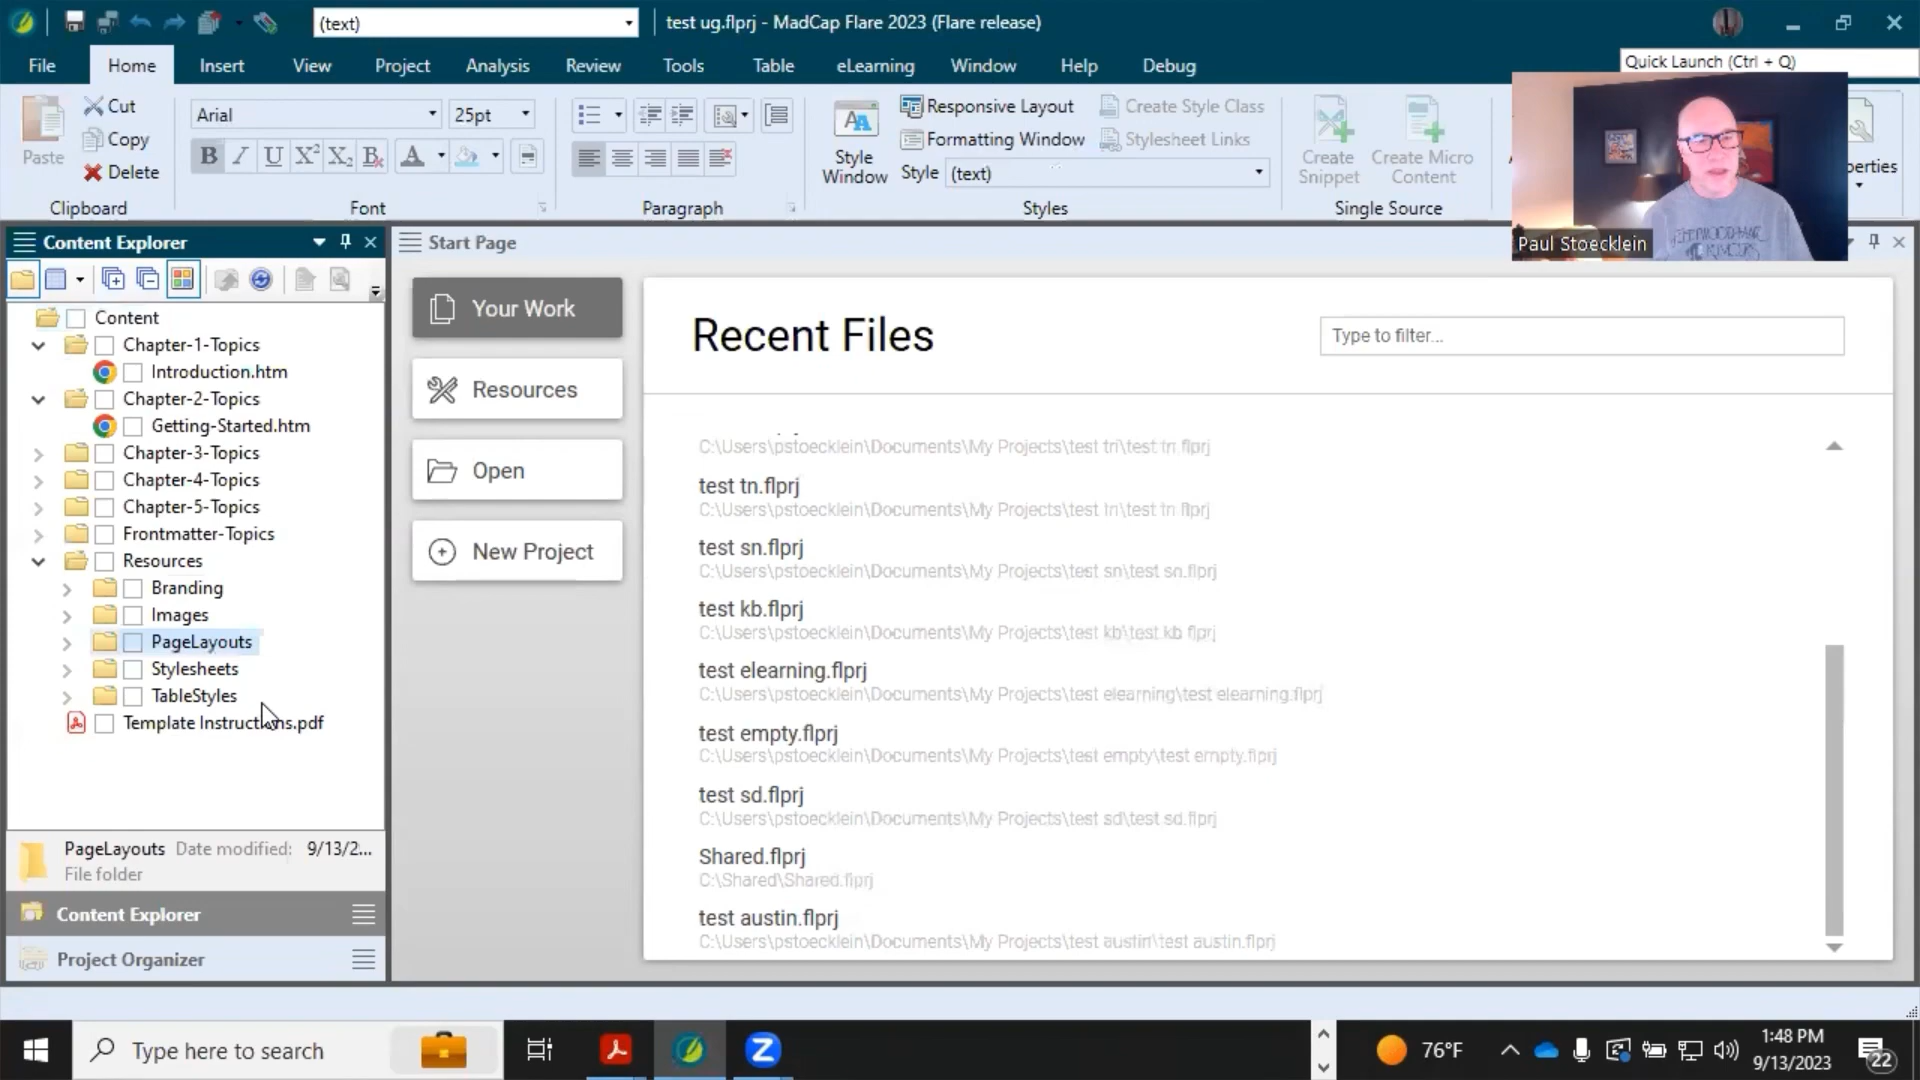 (text)
test ug.flprj - MadCap Flare 2023 (Flare release)
File
Home
Insert
View
Project
Analysis
Review
Tools
Table
eLearning
Window
Help
Debug
Quick Launch (Ctrl + Q)
Paste
Cut
Copy
Delete
Clipboard
Arial
25pt
B I U X² X₂ B
A
Font
Paragraph
Style
Window
Responsive Layout
Formatting Window
Style
(text)
Create Style Class
Stylesheet Links
Styles
Create
Snippet
Create Micro
Content
Single Source
erties
Paul Stoecklein
Content Explorer
Content
Chapter-1-Topics
Introduction.htm
Chapter-2-Topics
Getting-Started.htm
Chapter-3-Topics
Chapter-4-Topics
Chapter-5-Topics
Frontmatter-Topics
Resources
Branding
Images
PageLayouts
Stylesheets
TableStyles
Template Instructions.pdf
PageLayouts Date modified: 9/13/2...
File folder
Content Explorer
Project Organizer
Start Page
Your Work
Resources
Open
New Project
Recent Files
Type to filter...
test tn.flprj
C:\Users\pstoecklein\Documents\My Projects\test tn\test tn.flprj
test sn.flprj
C:\Users\pstoecklein\Documents\My Projects\test sn\test sn.flprj
test kb.flprj
C:\Users\pstoecklein\Documents\My Projects\test kb\test kb.flprj
test elearning.flprj
C:\Users\pstoecklein\Documents\My Projects\test elearning\test elearning.flprj
test empty.flprj
C:\Users\pstoecklein\Documents\My Projects\test empty\test empty.flprj
test sd.flprj
C:\Users\pstoecklein\Documents\My Projects\test sd\test sd.flprj
Shared.flprj
C:\Shared\Shared.flprj
test austin.flprj
C:\Users\pstoecklein\Documents\My Projects\test austin\test austin.flprj
Type here to search
76°F
1:48 PM
9/13/2023
22